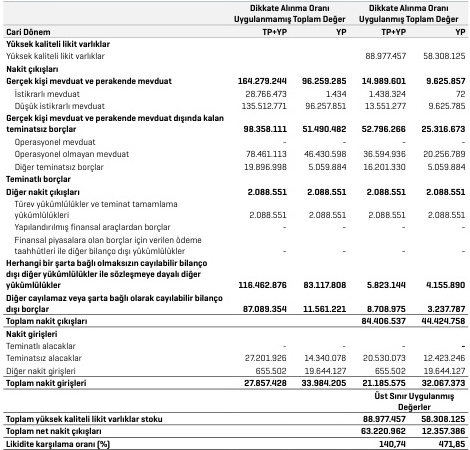 Dikkate Alınma Oranı Dikkate Alınma Oranı
Uygulanmamış Toplam Değer Uygulanmış Toplam Değer
Cari Dönem TP+YP YP TP+YP YP
Yüksek kaliteli likit varlıklar
Yüksek kaliteli likit varlıklar 88.977.457 58.308.125
Nakit çıkışları
Gerçek kişi mevduat ve perakende mevduat 164.279.244 96.259.285 14.989.601 9.625.857
İstikrarlı mevduat 28.766.473 1.434 1.438.324 72
Düşük istikrarlı mevduat 135.512.771 96.257.851 13.551.277 9.625.785
Gerçek kişi mevduat ve perakende mevduat dışında kalan
teminatsız borçlar 98.358.111 51.490.482 52.796.266 25.316.673
Operasyonel mevduat - - - -
Operasyonel olmayan mevduat 78.461.113 46.430.598 36.594.936 20.256.789
Diğer teminatsız borçlar 19.896.998 5.059.884 16.201.330 5.059.884
Teminatlı borçlar
Diğer nakit çıkışları 2.088.551 2.088.551 2.088.551 2.088.551
Türev yükümlülükler ve teminat tamamlama
yükümlülükleri 2.088.551 2.088.551 2.088.551 2.088.551
Yapılandırılmış finansal araçlardan borçlar - - - -
Finansal piyasalara olan borçlar için verilen ödeme
taahhütleri ile diğer bilanço dışı yükümlülükler - - - -
Herhangi bir şarta bağlı olmaksızın cayılabilir bilanço
dışı diğer yükümlülükler ile sözleşmeye dayalı diğer
yükümlülükler 116.462.876 83.117.808 5.823.144 4.155.890
Diğer cayılamaz veya şarta bağlı olarak cayılabilir bilanço
dışı borçlar 87.089.354 11.561.221 8.708.975 3.237.787
Toplam nakit çıkışları 84.406.537 44.424.758
Nakit girişleri
Teminatlı alacaklar - - - -
Teminatsız alacaklar 27.201.926 14.340.078 20.530.073 12.423.246
Diğer nakit girişleri 655.502 19.644.127 655.502 19.644.127
Toplam nakit girişleri 27.857.428 33.984.205 21.185.575 32.067.373
Üst Sınır Uygulanmış
Değerler
Toplam yüksek kaliteli likit varlıklar stoku 88.977.457 58.308.125
Toplam net nakit çıkışları 63.220.962 12.357.386
Likidite karşılama oranı (%) 140,74 471,85